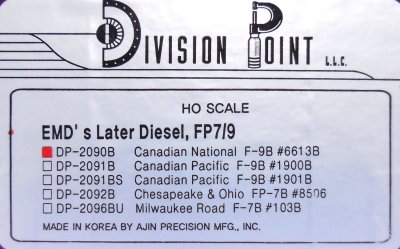 DIVISION POINT L.L.C.
HO SCALE
EMD' s Later Diesel, FP7/9
DP-2090B Canadian National F-9B #6613B
DP-2091B Canadian Pacific F-9B #1900B
DP-2091BS Canadian Pacific F-9B #1901B
DP-2092B Chesapeake & Ohio FP-7B #8506
DP-2096BU Milwaukee Road F-7B #103B
MADE IN KOREA BY AJIN PRECISION MFG., INC.